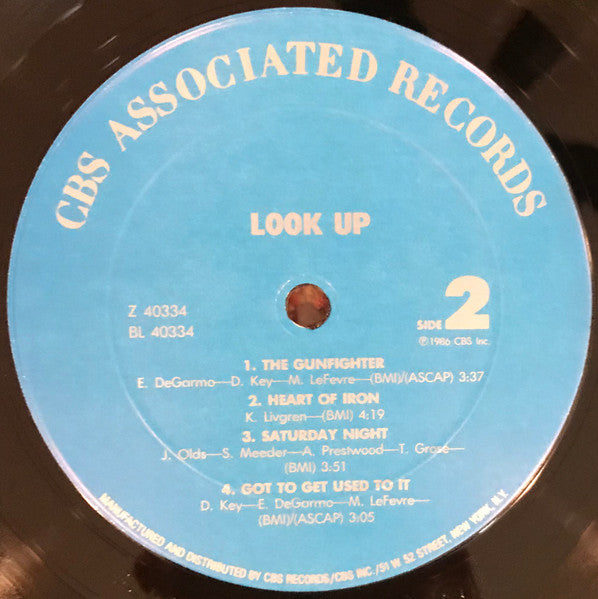 CBS ASSOCIATED RECORDS
LOOK UP
Z 40334
BL 40334
SIDE 2
℗1986 CBS Inc.
1. THE GUNFIGHTER
E. DeGarmo—D. Key—M. LeFevre—(BMI)/(ASCAP) 3:37
2. HEART OF IRON
K. Livgren—(BMI) 4:19
3. SATURDAY NIGHT
J. Olds—S. Meeder—A. Prestwood—T. Grose—
(BMI) 3:51
4. GOT TO GET USED TO IT
D. Key—E. DeGarmo—M. LeFevre—
(BMI)/(ASCAP) 3:05
MANUFACTURED AND DISTRIBUTED BY CBS RECORDS/CBS INC./51 W. 52 STREET, NEW YORK, N.Y.